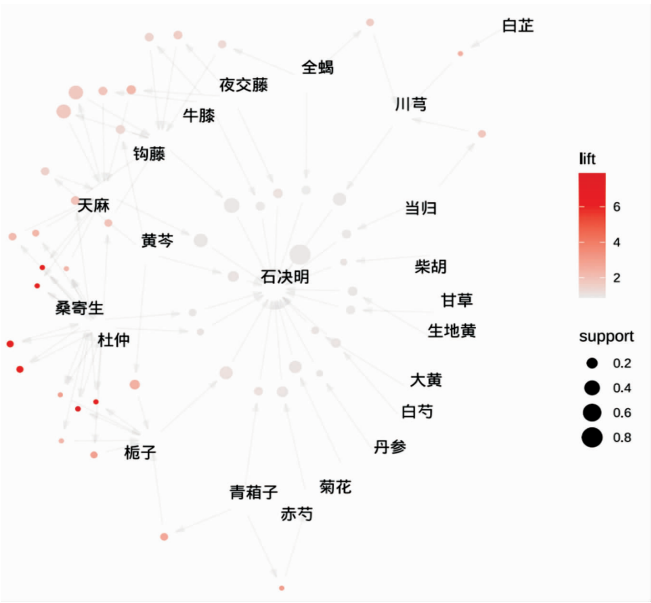 白芷
全蝎
夜交藤
川芎
牛膝
钩藤
lift
6
4
2
天麻
当归
黄芩
柴胡
石决明
甘草
桑寄生
生地黄
杜仲
support
0.2
0.4
0.6
0.8
大黄
白芍
丹参
栀子
菊花
青葙子
赤芍